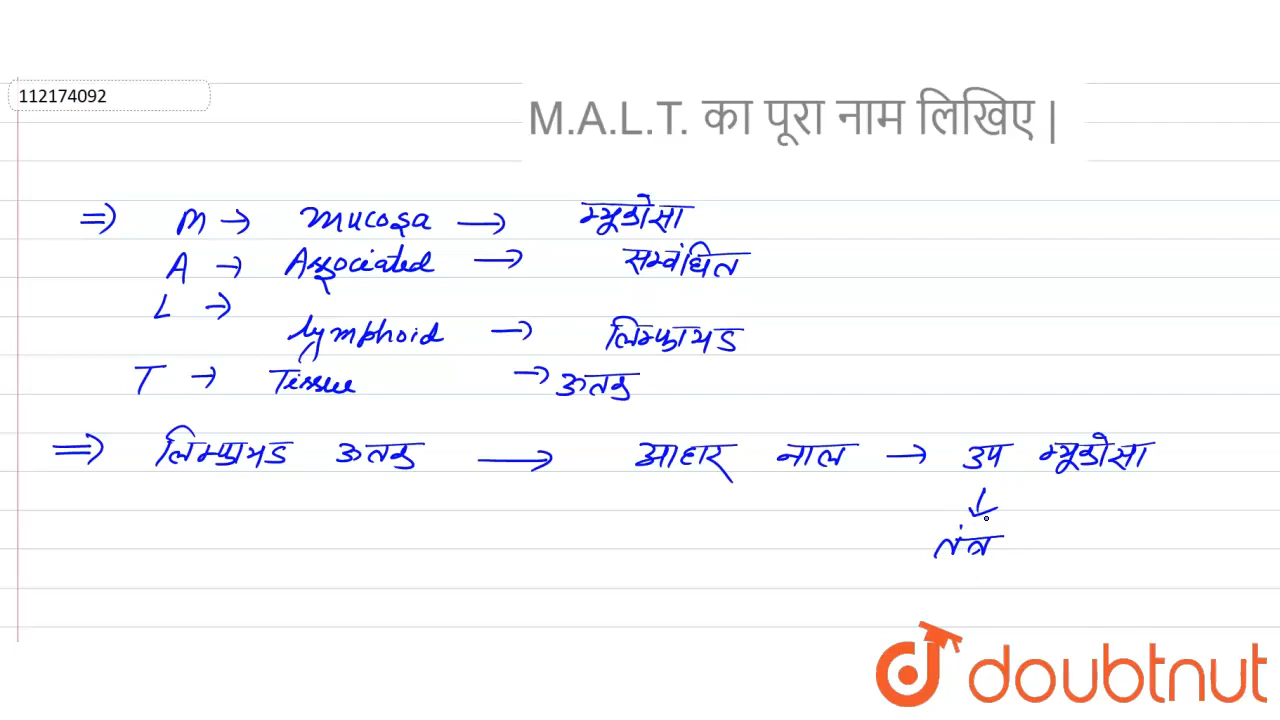 112174092
M.A.L.T. का पूरा नाम लिखिए |
⇒ M → Mucosa → म्यूकोसा
A → Associated → सम्बंधित
L →
lymphoid → लिम्फायड
T → Tissue → ऊतक
⇒ लिम्फायड ऊतक → आहार नाल → उप म्यूकोसा
↓
तंत्र
doubtnut